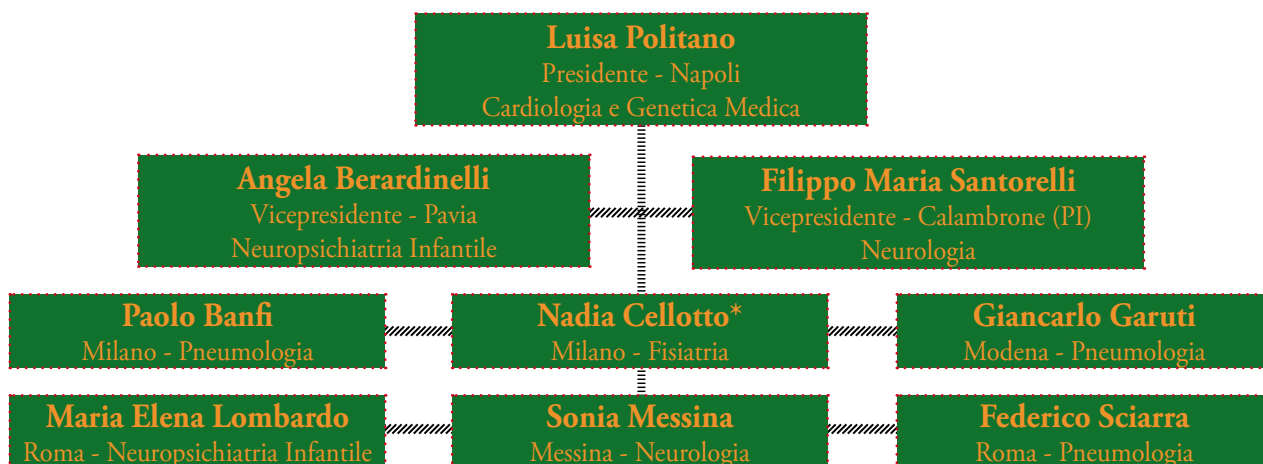 Luisa Politano
Presidente - Napoli
Cardiologia e Genetica Medica
Angela Berardinelli
Vicepresidente - Pavia
Neuropsichiatria Infantile
Filippo Maria Santorelli
Vicepresidente - Calambrone (PI)
Neurologia
Paolo Banfi
Milano - Pneumologia
Nadia Cellotto*
Milano - Fisiatria
Giancarlo Garuti
Modena - Pneumologia
Maria Elena Lombardo
Roma - Neuropsichiatria Infantile
Sonia Messina
Messina - Neurologia
Federico Sciarra
Roma - Pneumologia